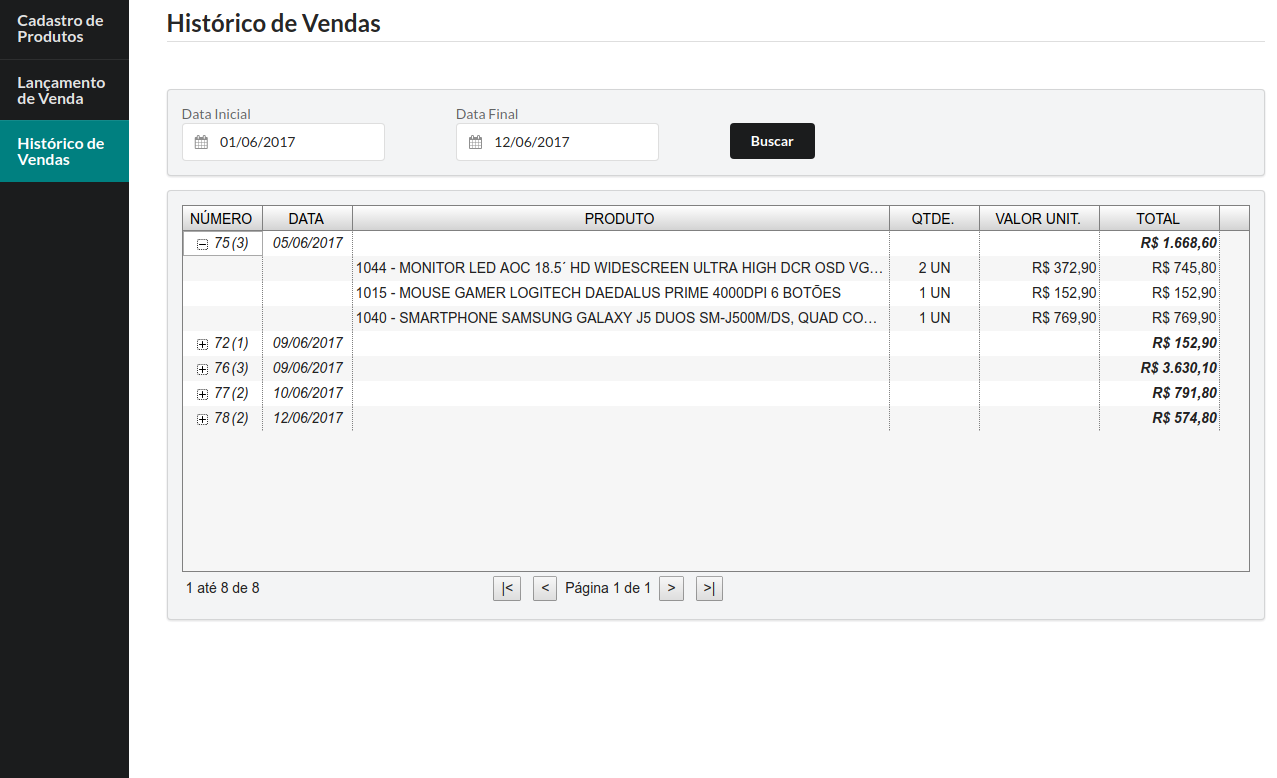 Cadastro de
Produtos
Lançamento
de Venda
Histórico de
Vendas
Histórico de Vendas
Data Inicial
Data Final
01/06/2017
12/06/2017
Buscar
NÚMERO DATA PRODUTO QTDE. VALOR UNIT. TOTAL
75 (3) 05/06/2017 R$ 1.668,60
1044 - MONITOR LED AOC 18.5´ HD WIDESCREEN ULTRA HIGH DCR OSD VG... 2 UN R$ 372,90 R$ 745,80
1015 - MOUSE GAMER LOGITECH DAEDALUS PRIME 4000DPI 6 BOTÕES 1 UN R$ 152,90 R$ 152,90
1040 - SMARTPHONE SAMSUNG GALAXY J5 DUOS SM-J500M/DS, QUAD CO... 1 UN R$ 769,90 R$ 769,90
72 (1) 09/06/2017 R$ 152,90
76 (3) 09/06/2017 R$ 3.630,10
77 (2) 10/06/2017 R$ 791,80
78 (2) 12/06/2017 R$ 574,80
1 até 8 de 8 |< < Página 1 de 1 > >|